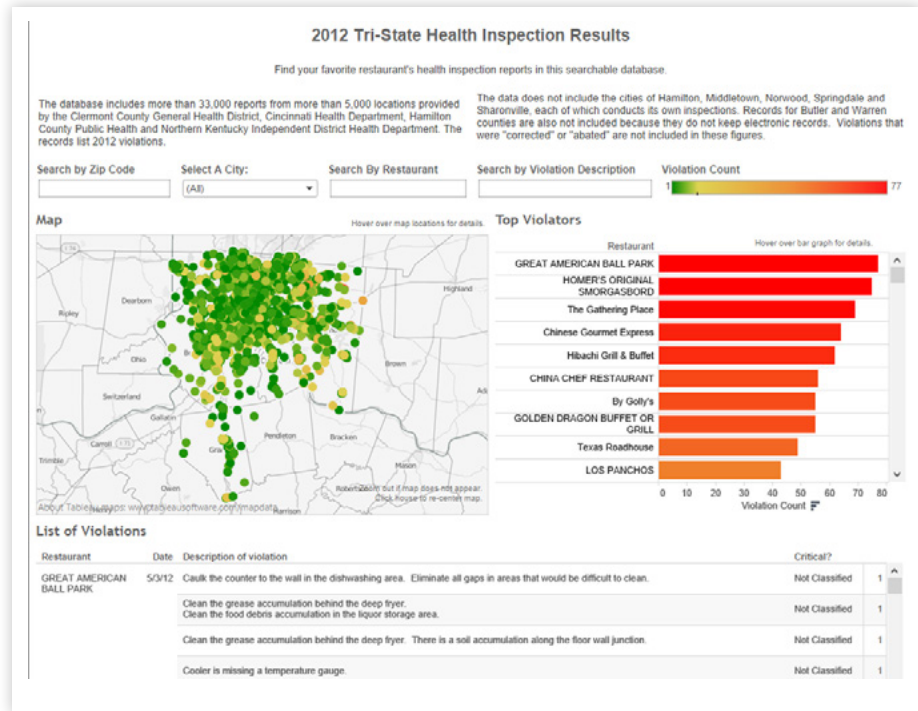 2012 Tri-State Health Inspection Results
Find your favorite restaurant's health inspection reports in this searchable database.
The database includes more than 33,000 reports from more than 5,000 locations provided
by the Clermont County General Health District, Cincinnati Health Department, Hamilton
County Public Health and Northern Kentucky Independent District Health Department. The
records list 2012 violations.
The data does not include the cities of Hamilton, Middletown, Norwood, Springdale and
Sharonville, each of which conducts its own inspections. Records for Butler and Warren
counties are also not included because they do not keep electronic records. Violations that
were "corrected" or "abated" are not included in these figures.
Search by Zip Code
Select A City:
(All)
Search By Restaurant
Search by Violation Description
Violation Count
1
77
Map
Hover over map locations for details.
Dearborn
Ripley
Highland
Ohio
Brown
Switzerland
Gallatin
Carroll
Trimble
Pendleton
Bracken
Mason
Owen
Harrison
out if map does not appear.
Click house to re-center map.
Top Violators
Restaurant
Hover over bar graph for details.
GREAT AMERICAN BALL PARK
HOMER'S ORIGINAL
SMORGASBORD
The Gathering Place
Chinese Gourmet Express
Hibachi Grill & Buffet
CHINA CHEF RESTAURANT
By Golly's
GOLDEN DRAGON BUFFET OR
GRILL
Texas Roadhouse
LOS PANCHOS
0 10 20 30 40 50 60 70 80
Violation Count
List of Violations
Restaurant Date Description of violation Critical?
GREAT AMERICAN
BALL PARK
5/3/12 Caulk the counter to the wall in the dishwashing area. Eliminate all gaps in areas that would be difficult to clean. Not Classified 1
Clean the grease accumulation behind the deep fryer.
Clean the food debris accumulation in the liquor storage area. Not Classified 1
Clean the grease accumulation behind the deep fryer. There is a soil accumulation along the floor wall junction. Not Classified 1
Cooler is missing a temperature gauge. Not Classified 1